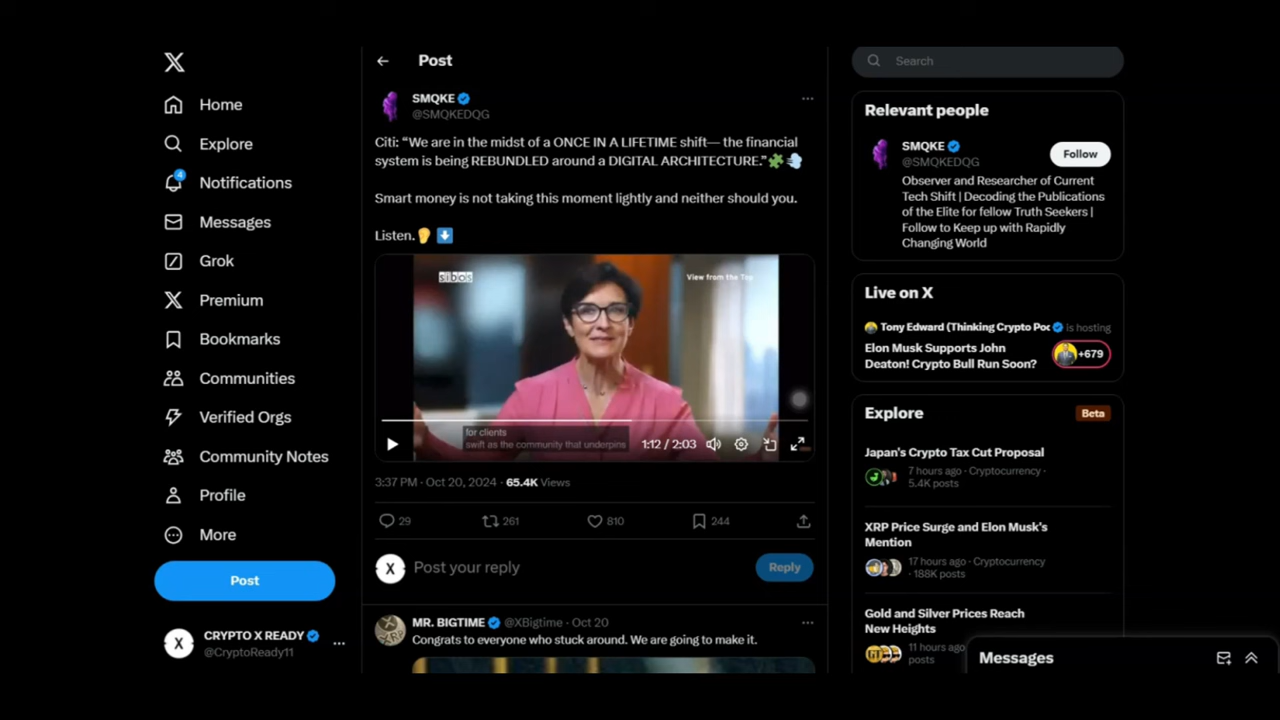 Home
Explore
4
Notifications
Messages
Grok
Premium
Bookmarks
Communities
Verified Orgs
Community Notes
Profile
More
Post
CRYPTO X READY
@CryptoReady11
Post
SMQKE
@SMQKEDQG
Citi: “We are in the midst of a ONCE IN A LIFETIME shift— the financial
system is being REBUNDLED around a DIGITAL ARCHITECTURE.”
Smart money is not taking this moment lightly and neither should you.
Listen.
sibos
View from the Top
for clients
swift as the community that underpins
1:12 / 2:03
3:37 PM · Oct 20, 2024 · 65.4K Views
29
261
810
244
Post your reply
Reply
MR. BIGTIME @XBigtime · Oct 20
Congrats to everyone who stuck around. We are going to make it.
Search
Relevant people
SMQKE
@SMQKEDQG
Follow
Observer and Researcher of Current
Tech Shift | Decoding the Publications
of the Elite for fellow Truth Seekers |
Follow to Keep up with Rapidly
Changing World
Live on X
Tony Edward (Thinking Crypto Poc is hosting
Elon Musk Supports John
Deaton! Crypto Bull Run Soon?
+679
Explore
Beta
Japan's Crypto Tax Cut Proposal
7 hours ago · Cryptocurrency ·
5.4K posts
XRP Price Surge and Elon Musk's
Mention
17 hours ago · Cryptocurrency
· 188K posts
Gold and Silver Prices Reach
New Heights
11 hours ago
posts
Messages